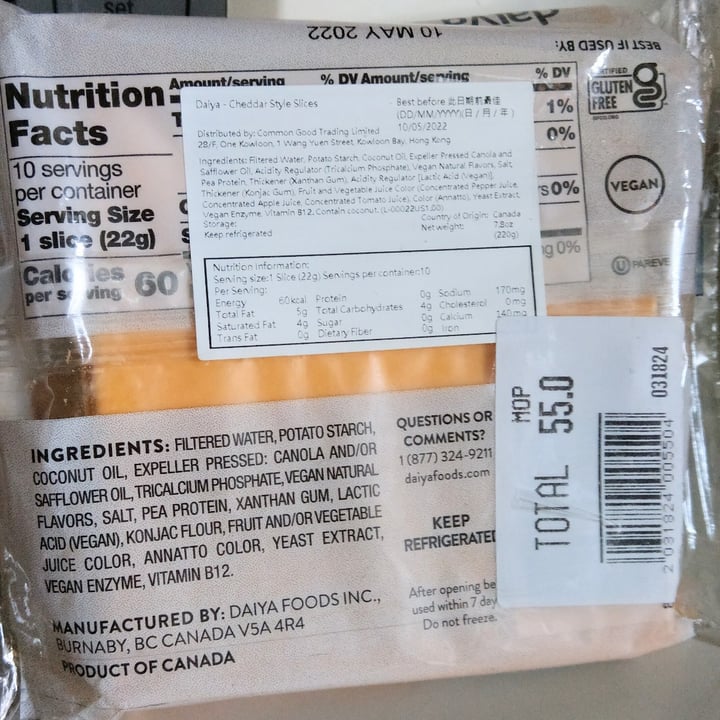 set
daiya
BEST IF USED BY:
10 MAY 2022
Nutrition Facts
10 servings
per container
Serving Size
1 slice (22g)
Calories
per serving 60
Amount/serving % DV Amount/serving % DV
1%
0%
0%
0%
CERTIFIED
GLUTEN
FREE
GFCO.ORG
VEGAN
U PAREVE
Daiya - Cheddar Style Slices
Best before 此日期前最佳
(DD/MM/YYYY(日 / 月 / 年)
10/05/2022
Distributed by: Common Good Trading Limited
28/F, One Kowloon, 1 Wang Yuen Street, Kowloon Bay, Hong Kong
Ingredients: Filtered Water, Potato Starch, Coconut Oil, Expeller Pressed Canola and
Safflower Oil, Acidity Regulator (Tricalcium Phosphate), Vegan Natural Flavors, Salt,
Pea Protein, Thickener (Xanthan Gum), Acidity Regulator [Lactic Acid (Vegan)],
Thickener (Konjac Gum), Fruit and Vegetable Juice Color (Concentrated Pepper Juice,
Concentrated Apple Juice, Concentrated Tomato Juice), Color (Annatto), Yeast Extract,
Vegan Enzyme, Vitamin B12. Contain coconut. (L-00022US1.00)
Storage:
Keep refrigerated
Country of Origin: Canada
Net weight: 7.8oz
(220g)
Nutrition Information:
Serving size:1 Slice (22g) Servings per container:10
Per Serving:
Energy 60kcal Protein 0g Sodium 170mg
Total Fat 5g Total Carbohydrates 4g Cholesterol 0mg
Saturated Fat 4g Sugar 0g Calcium 140mg
Trans Fat 0g Dietary Fiber 0g Iron
INGREDIENTS: FILTERED WATER, POTATO STARCH,
COCONUT OIL, EXPELLER PRESSED: CANOLA AND/OR
SAFFLOWER OIL, TRICALCIUM PHOSPHATE, VEGAN NATURAL
FLAVORS, SALT, PEA PROTEIN, XANTHAN GUM, LACTIC
ACID (VEGAN), KONJAC FLOUR, FRUIT AND/OR VEGETABLE
JUICE COLOR, ANNATTO COLOR, YEAST EXTRACT,
VEGAN ENZYME, VITAMIN B12.
MANUFACTURED BY: DAIYA FOODS INC.,
BURNABY, BC CANADA V5A 4R4
PRODUCT OF CANADA
QUESTIONS OR
COMMENTS?
1 (877) 324-9211
daiyafoods.com
KEEP
REFRIGERATED
After opening be
used within 7 day
Do not freeze.
MOP
TOTAL 55.0
031824
2 031824 005504